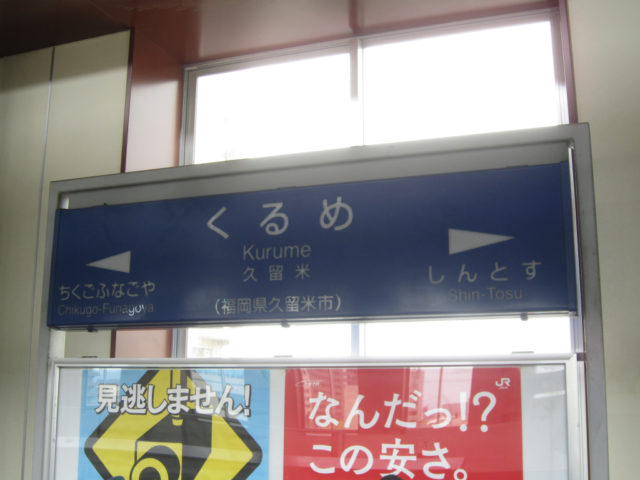 くるめ
Kurume
久留米
(福岡県久留米市)
ちくごふなごや
Chikugo-Funagoya
しんとす
Shin-Tosu
見逃しません!
JR
なんだっ!?
この安さ。